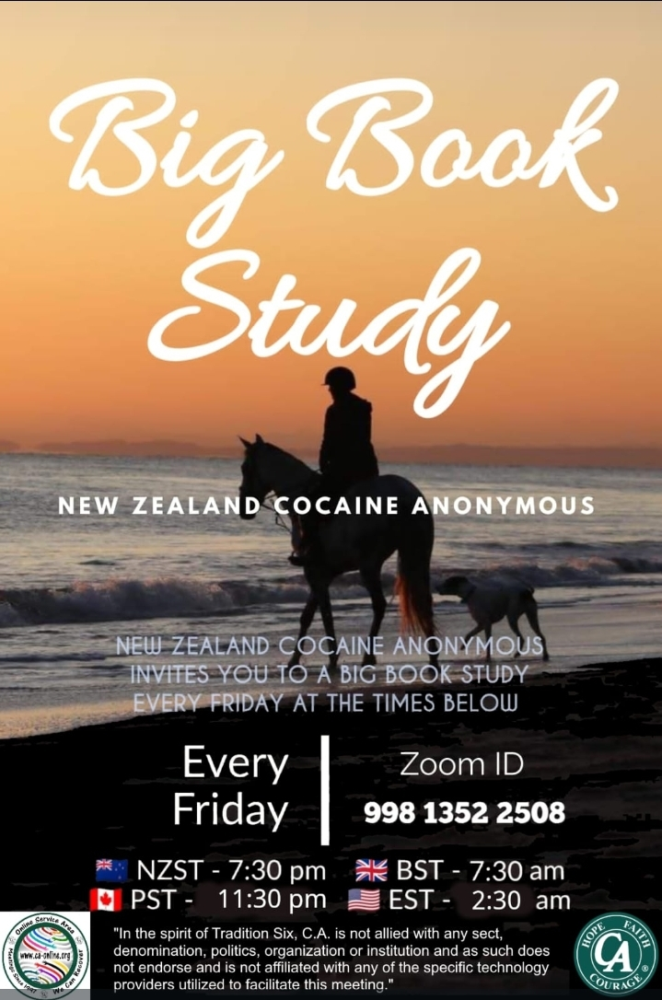 Big Book
Study
NEW ZEALAND COCAINE ANONYMOUS
NEW ZEALAND COCAINE ANONYMOUS
INVITES YOU TO A BIG BOOK STUDY
EVERY FRIDAY AT THE TIMES BELOW
Every
Friday
Zoom ID
998 1352 2508
NZST - 7:30 pm
BST - 7:30 am
PST - 11:30 pm
EST - 2:30 am
Online Service Area
www.ca-online.org
Meetings Since 1997
We Can Recover
"In the spirit of Tradition Six, C.A. is not allied with any sect,
denomination, politics, organization or institution and as such does
not endorse and is not affiliated with any of the specific technology
providers utilized to facilitate this meeting."
HOPE FAITH
CA
COURAGE ®